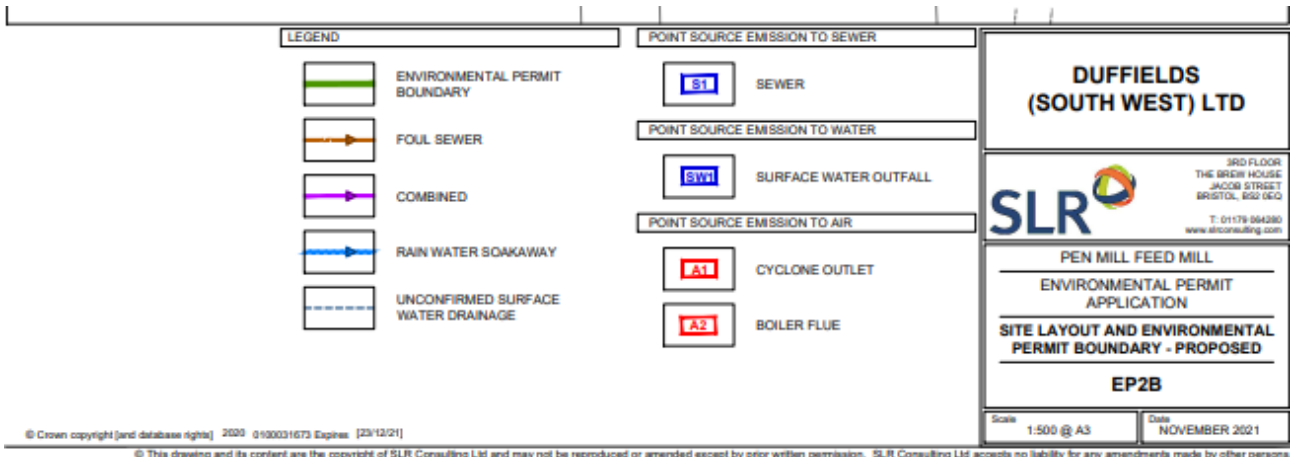 LEGEND
ENVIRONMENTAL PERMIT
BOUNDARY
FOUL SEWER
COMBINED
RAIN WATER SOAKAWAY
UNCONFIRMED SURFACE
WATER DRAINAGE
POINT SOURCE EMISSION TO SEWER
S1
SEWER
POINT SOURCE EMISSION TO WATER
SW1
SURFACE WATER OUTFALL
POINT SOURCE EMISSION TO AIR
A1
CYCLONE OUTLET
A2
BOILER FLUE
DUFFIELDS
(SOUTH WEST) LTD
SLR
3RD FLOOR
THE BREW HOUSE
JACOB STREET
BRISTOL, BS2 0EQ
T: 01179 064280
www.slrconsulting.com
PEN MILL FEED MILL
ENVIRONMENTAL PERMIT
APPLICATION
SITE LAYOUT AND ENVIRONMENTAL
PERMIT BOUNDARY - PROPOSED
EP2B
Scale
1:500 @ A3
Date
NOVEMBER 2021
© Crown copyright [and database rights] 2020 0100031673 Expires [23/12/21]
© This drawing and its content are the copyright of SLR Consulting Ltd and may not be reproduced or amended except by prior written permission. SLR Consulting Ltd accepts no liability for any amendments made by other persons